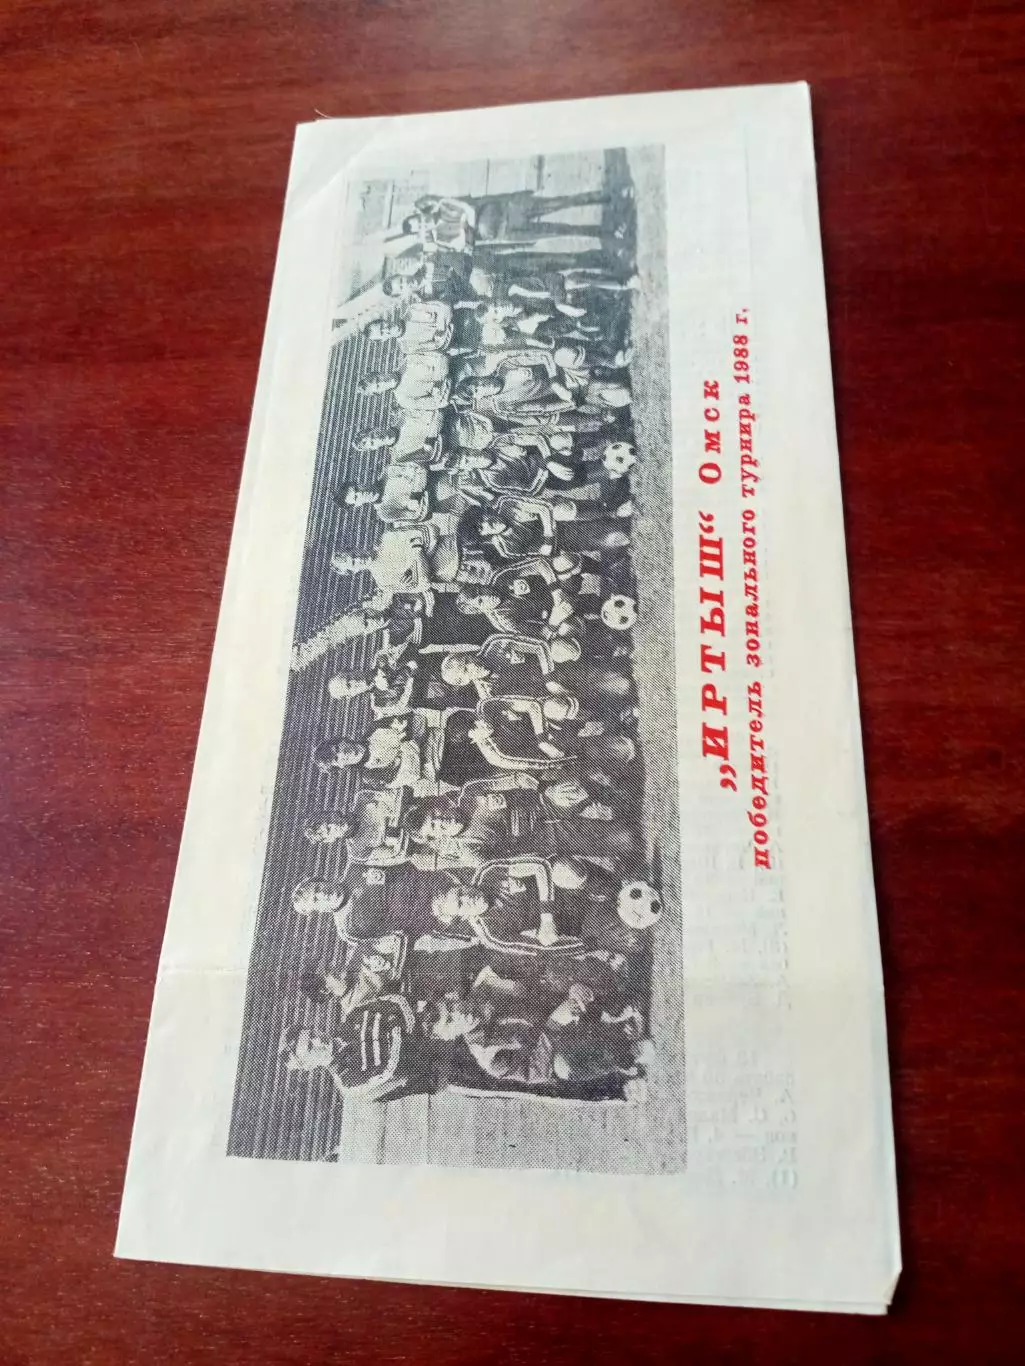 „ИРТЫШ“ Омск
победитель зонального турнира 1988 г.